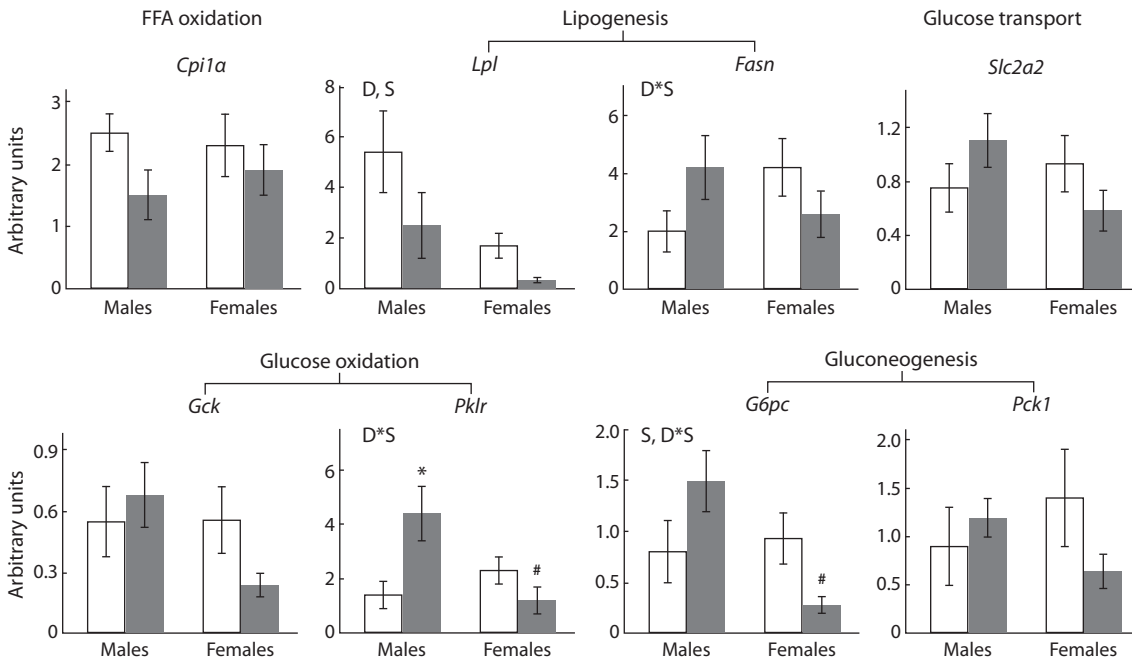 FFA oxidation
Lipogenesis
Glucose transport
Cpi1a
Lpl
Fasn
Slc2a2
Arbitrary units
3
2
1
0
Males
Females
D, S
8
6
4
2
0
Males
Females
D*S
6
4
2
0
Males
Females
1.2
0.8
0.4
0
Males
Females
Glucose oxidation
Gluconeogenesis
Gck
Pklr
G6pc
Pck1
Arbitrary units
0.9
0.6
0.3
0
Males
Females
D*S
6
4
2
0
*
#
Males
Females
S, D*S
2.0
1.5
1.0
0.5
0
#
Males
Females
2.0
1.5
1.0
0.5
0
Males
Females